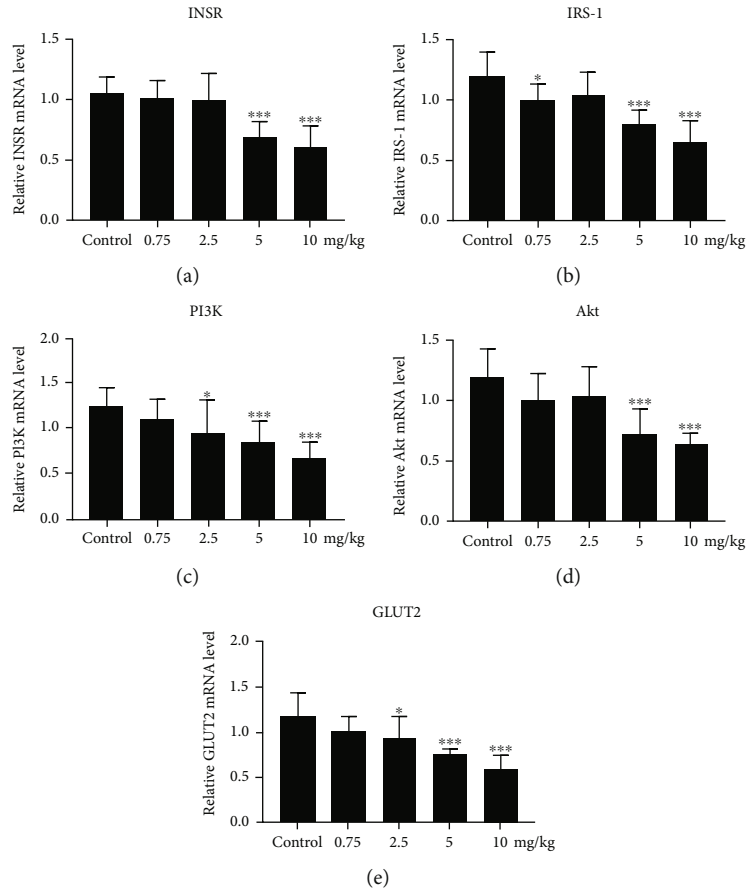 INSR
Relative INSR mRNA level
1.5
1.0
0.5
0.0
*** ***
Control 0.75 2.5 5 10 mg/kg
(a)
IRS-1
Relative IRS-1 mRNA level
1.5
1.0
0.5
0.0
* *** ***
Control 0.75 2.5 5 10 mg/kg
(b)
PI3K
Relative PI3K mRNA level
2.0
1.5
1.0
0.5
0.0
* *** ***
Control 0.75 2.5 5 10 mg/kg
(c)
Akt
Relative Akt mRNA level
1.5
1.0
0.5
0.0
*** ***
Control 0.75 2.5 5 10 mg/kg
(d)
GLUT2
Relative GLUT2 mRNA level
2.0
1.5
1.0
0.5
0.0
* *** ***
Control 0.75 2.5 5 10 mg/kg
(e)